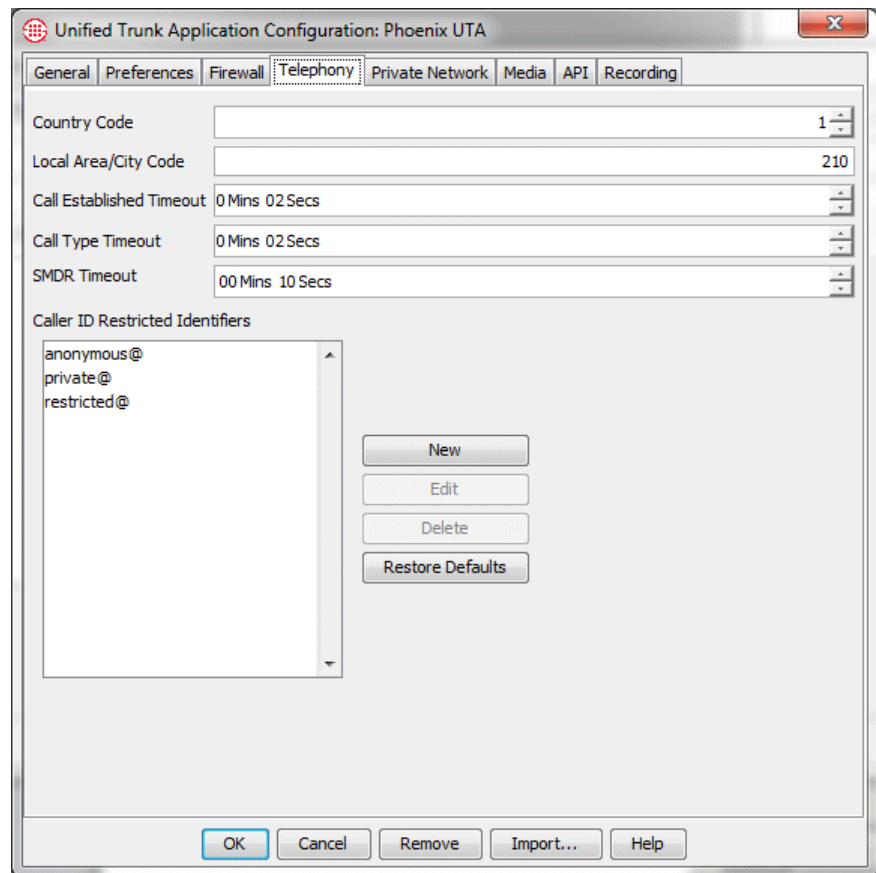 Unified Trunk Application Configuration: Phoenix UTA
General Preferences Firewall Telephony Private Network Media API Recording
Country Code 1
Local Area/City Code 210
Call Established Timeout 0 Mins 02 Secs
Call Type Timeout 0 Mins 02 Secs
SMDR Timeout 00 Mins 10 Secs
Caller ID Restricted Identifiers
anonymous@
private@
restricted@
New
Edit
Delete
Restore Defaults
OK Cancel Remove Import... Help